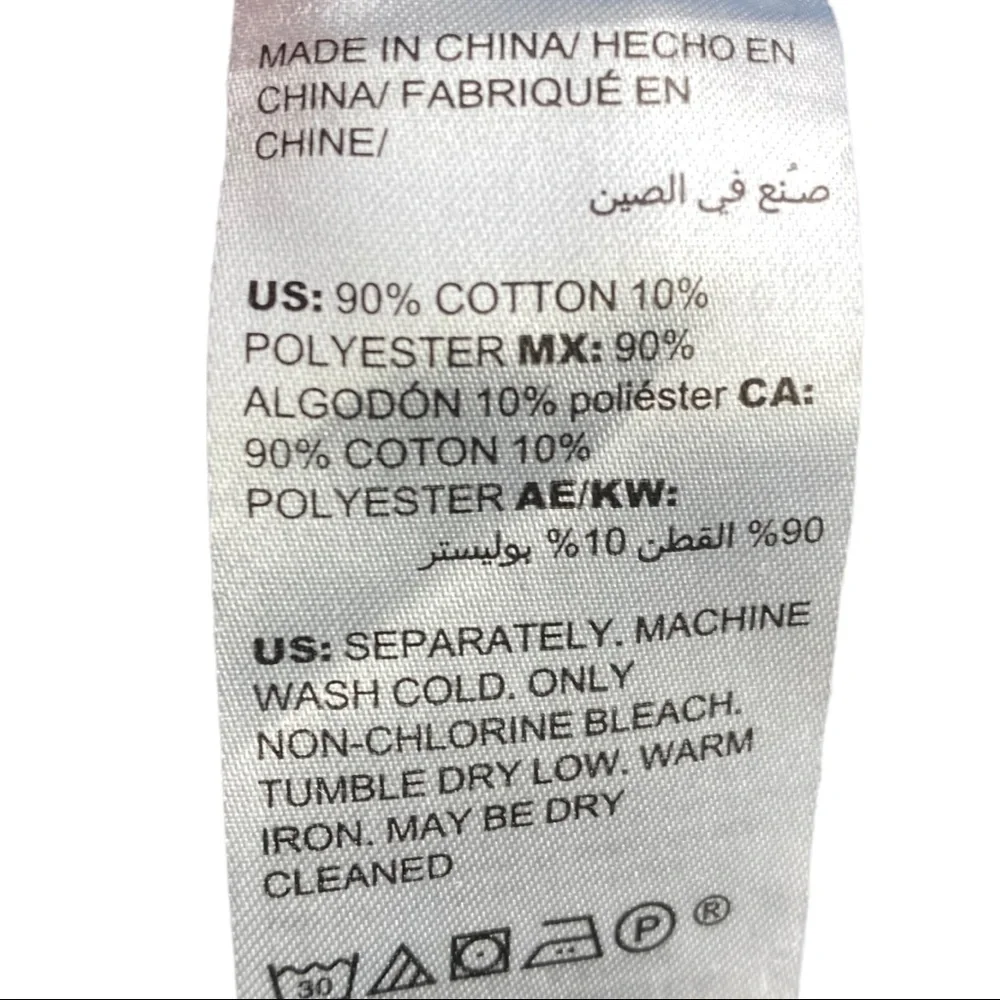 MADE IN CHINA/ HECHO EN
CHINA/ FABRIQUÉ EN
CHINE/
صُنع في الصين
US: 90% COTTON 10%
POLYESTER MX: 90%
ALGODÓN 10% poliéster CA:
90% COTON 10%
POLYESTER AE/KW:
90% القطن 10% بوليستر
US: SEPARATELY. MACHINE
WASH COLD. ONLY
NON-CHLORINE BLEACH.
TUMBLE DRY LOW. WARM
IRON. MAY BE DRY
CLEANED
30 P ®